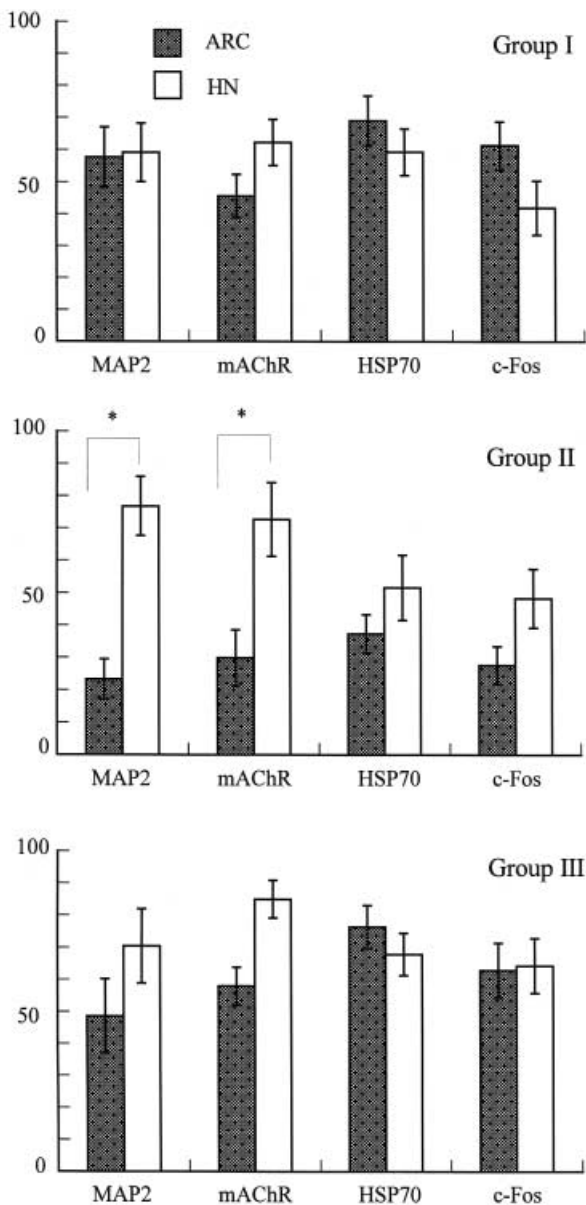 100
ARC
HN
Group I
50
0
MAP2 mAChR HSP70 c-Fos
* *
100
Group II
50
0
MAP2 mAChR HSP70 c-Fos
100
Group III
50
0
MAP2 mAChR HSP70 c-Fos